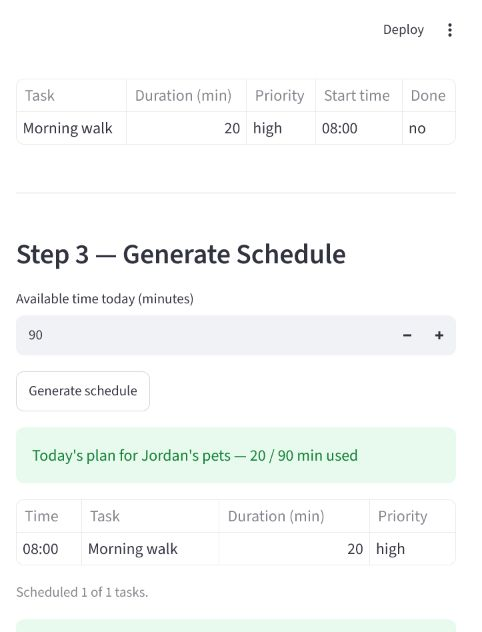 Deploy
Task Duration (min) Priority Start time Done
Morning walk 20 high 08:00 no
Step 3 — Generate Schedule
Available time today (minutes)
90 − +
Generate schedule
Today's plan for Jordan's pets — 20 / 90 min used
Time Task Duration (min) Priority
08:00 Morning walk 20 high
Scheduled 1 of 1 tasks.